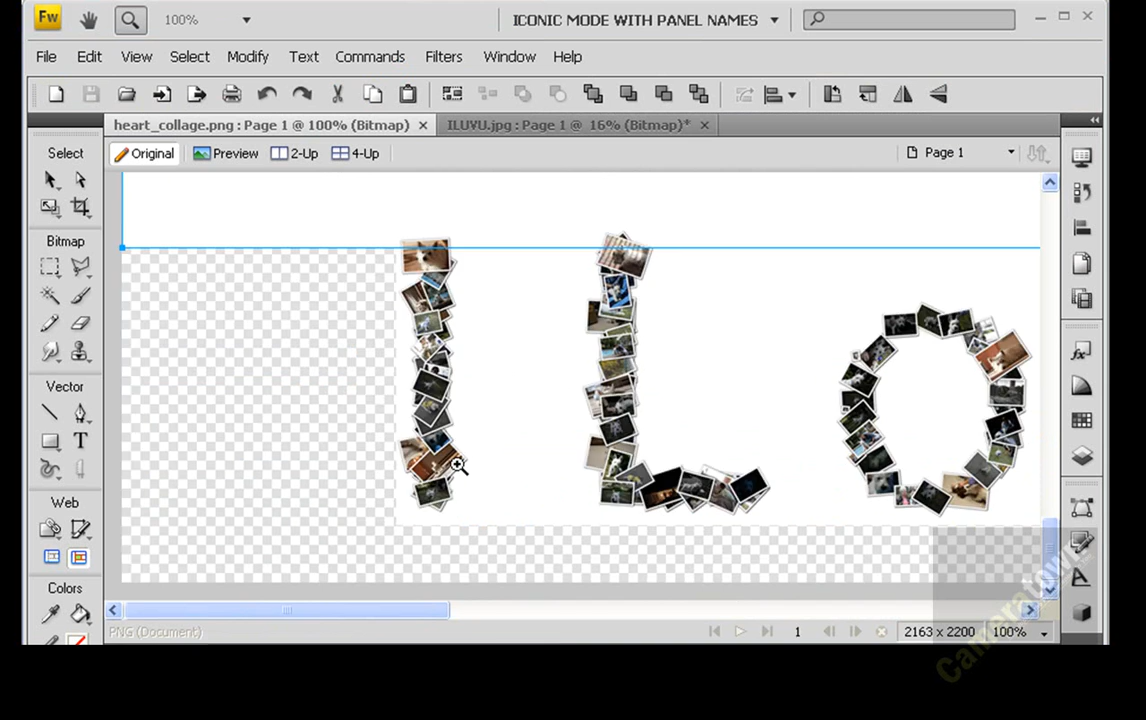 Fw 100% ICONIC MODE WITH PANEL NAMES
File Edit View Select Modify Text Commands Filters Window Help
heart_collage.png : Page 1 @ 100% (Bitmap) ILUVU.jpg : Page 1 @ 16% (Bitmap)*
Original Preview 2-Up 4-Up Page 1
Select
Bitmap
Vector
Web
Colors
I L o
PNG (Document) 1 2163 x 2200 100%
Cameratown